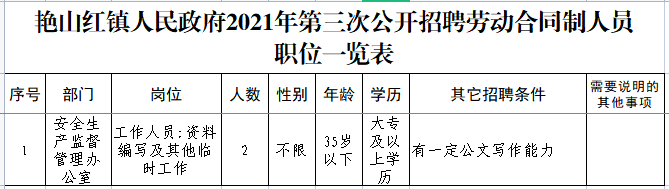 艳山红镇人民政府2021年第三次公开招聘劳动合同制人员
职位一览表
序号 部门 岗位 人数 性别 年龄 学历 其它招聘条件 需要说明的
其他事项
1 安全生
产监督
管理办
公室 工作人员:资料
编写及其他临
时工作 2 不限 35岁
以下 大专
及以
上学
历 有一定公文写作能力